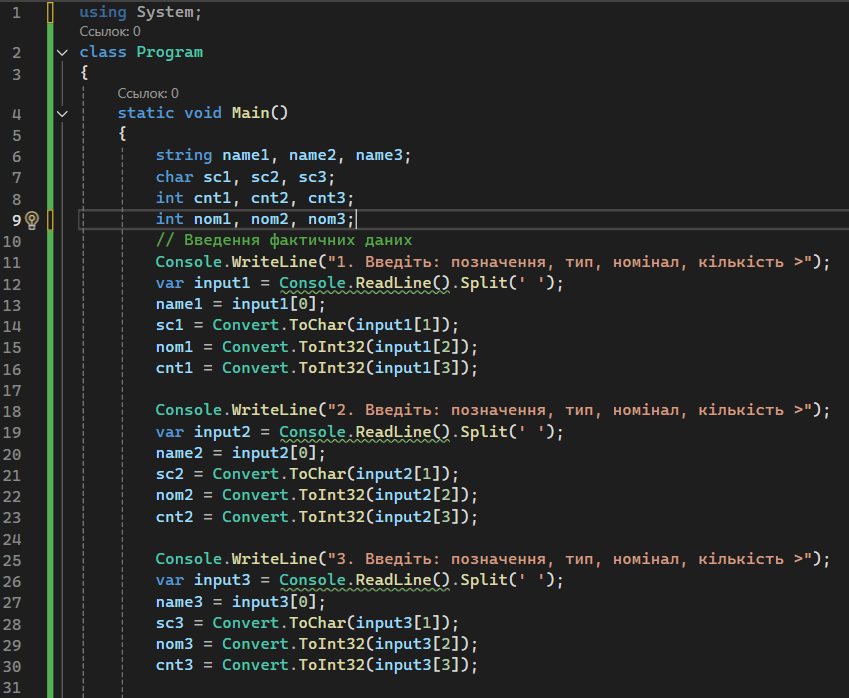 1 using System;
Ссылок: 0
2 class Program
3 {
Ссылок: 0
4 static void Main()
5 {
6 string name1, name2, name3;
7 char sc1, sc2, sc3;
8 int cnt1, cnt2, cnt3;
9 int nom1, nom2, nom3;
10 // Введення фактичних даних
11 Console.WriteLine("1. Введіть: позначення, тип, номінал, кількість >");
12 var input1 = Console.ReadLine().Split(' ');
13 name1 = input1[0];
14 sc1 = Convert.ToChar(input1[1]);
15 nom1 = Convert.ToInt32(input1[2]);
16 cnt1 = Convert.ToInt32(input1[3]);
17
18 Console.WriteLine("2. Введіть: позначення, тип, номінал, кількість >");
19 var input2 = Console.ReadLine().Split(' ');
20 name2 = input2[0];
21 sc2 = Convert.ToChar(input2[1]);
22 nom2 = Convert.ToInt32(input2[2]);
23 cnt2 = Convert.ToInt32(input2[3]);
24
25 Console.WriteLine("3. Введіть: позначення, тип, номінал, кількість >");
26 var input3 = Console.ReadLine().Split(' ');
27 name3 = input3[0];
28 sc3 = Convert.ToChar(input3[1]);
29 nom3 = Convert.ToInt32(input3[2]);
30 cnt3 = Convert.ToInt32(input3[3]);
31